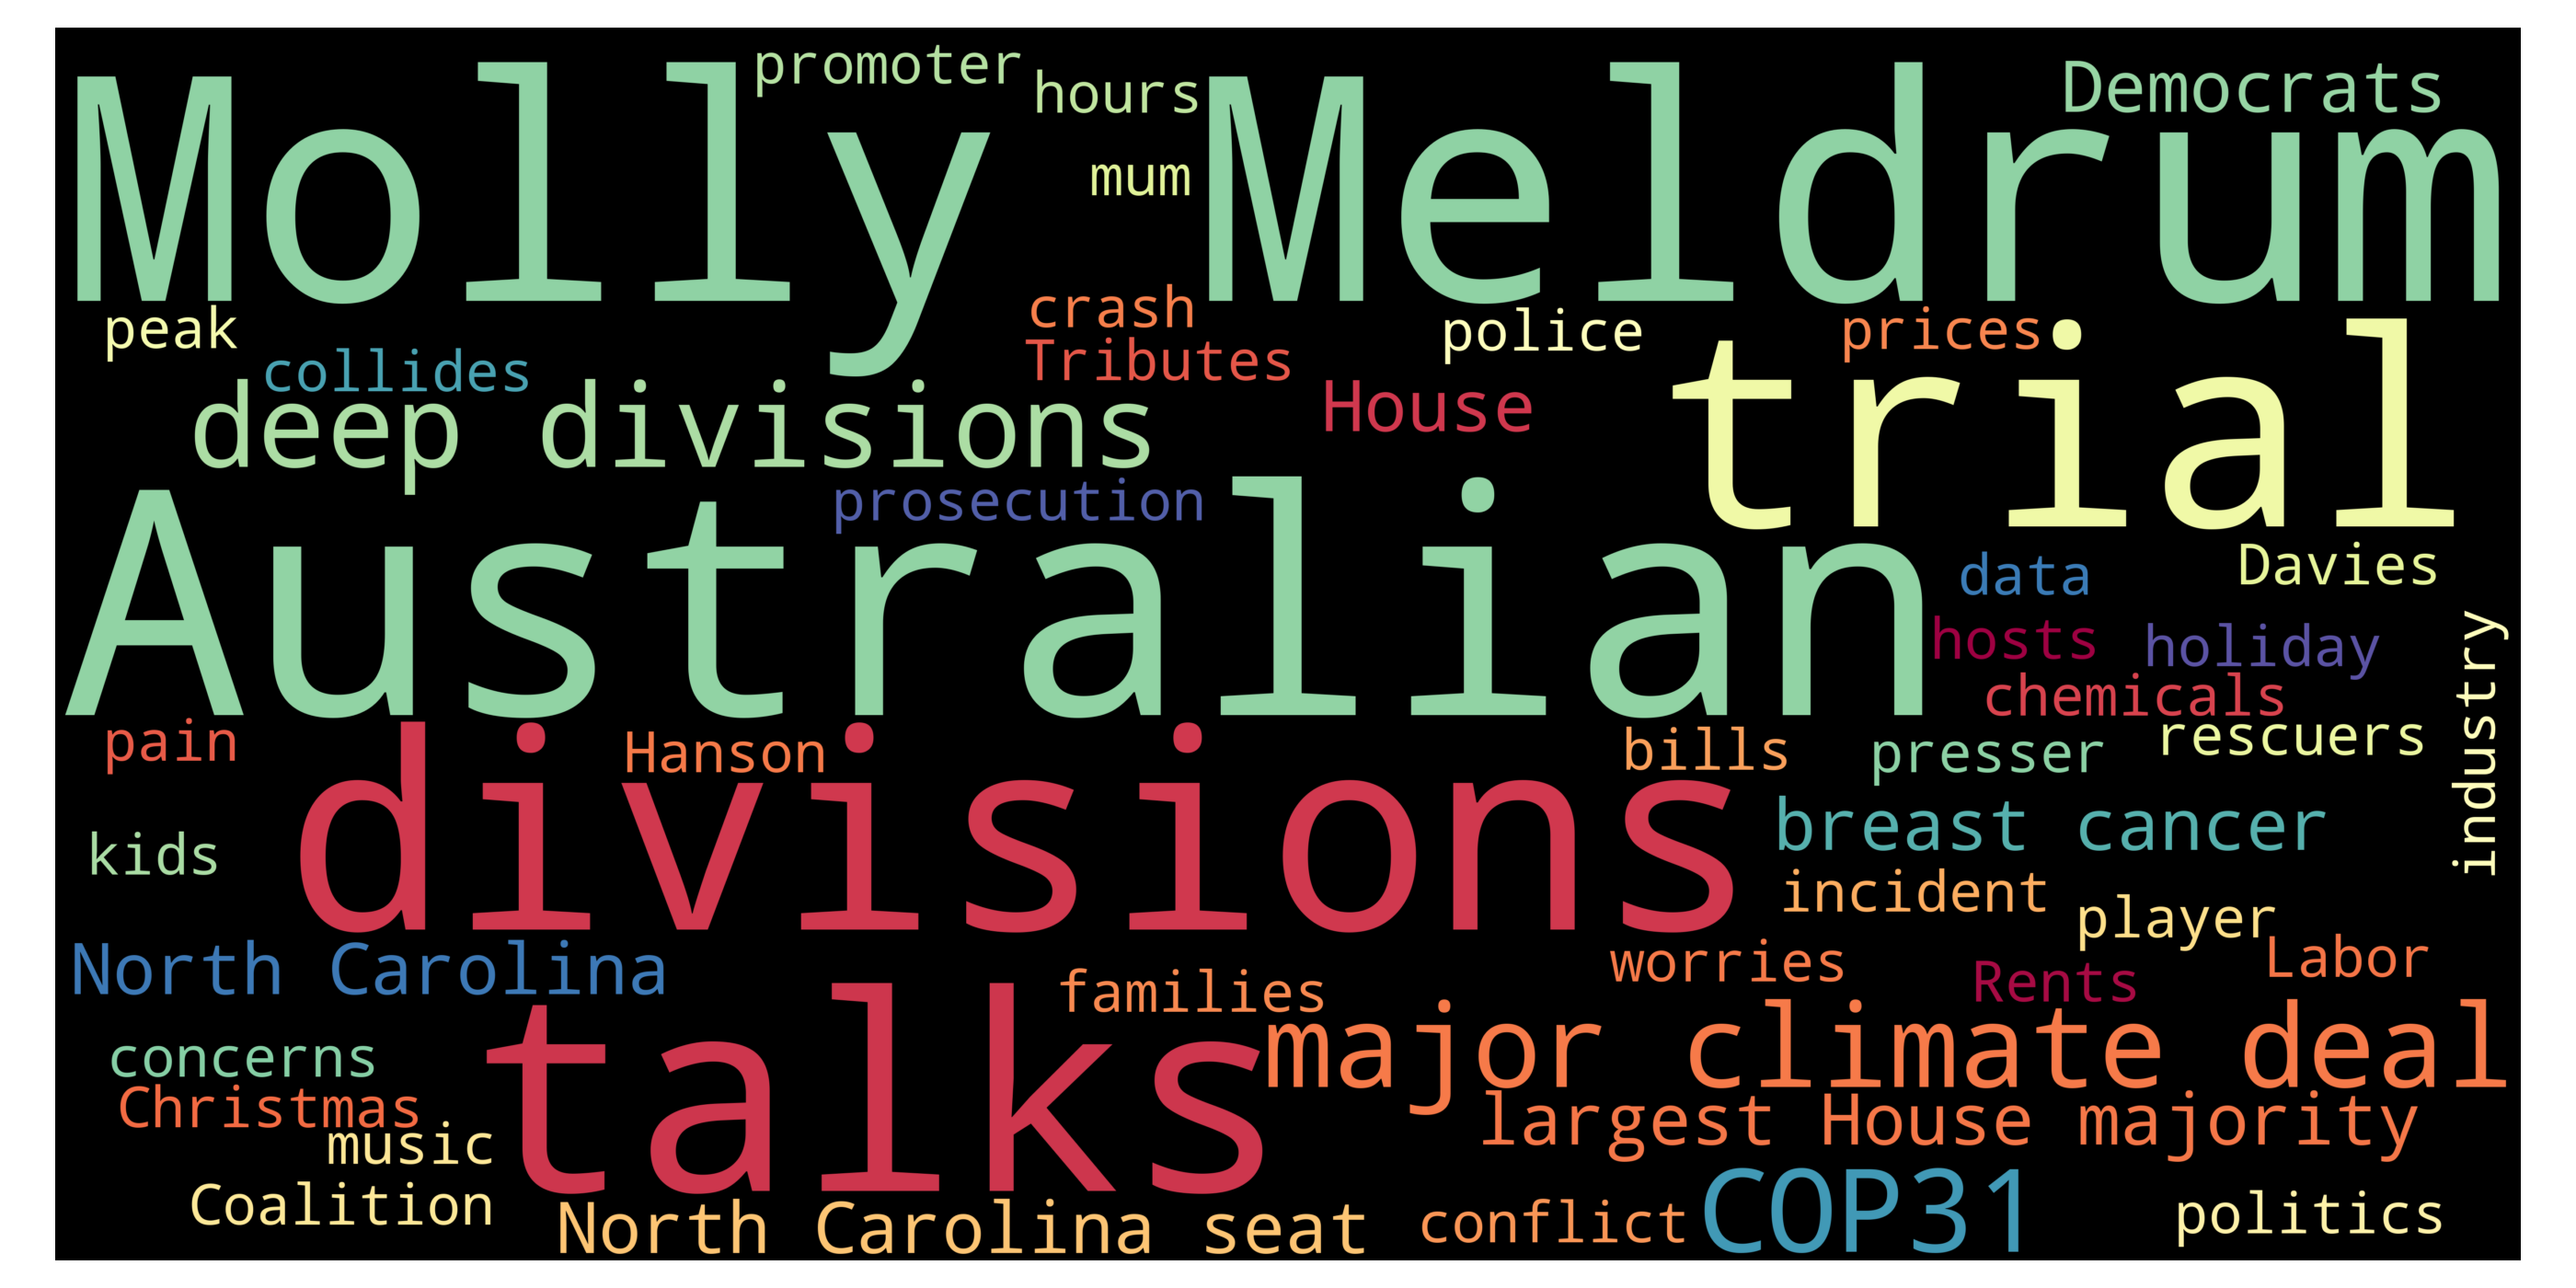 promoter
hours
Democrats
Molly Meldrum
mum
crash
peak
police
prices
Tributes
collides
trial
House
deep divisions
prosecution
Australian
data
Davies
hosts
holiday
chemicals
industry
pain
Hanson
bills
presser
rescuers
divisions
breast cancer
kids
incident
player
North Carolina
worries
Labor
families
Rents
talks
major climate deal
concerns
Christmas
largest House majority
music
Coalition
North Carolina seat
conflict
COP31
politics